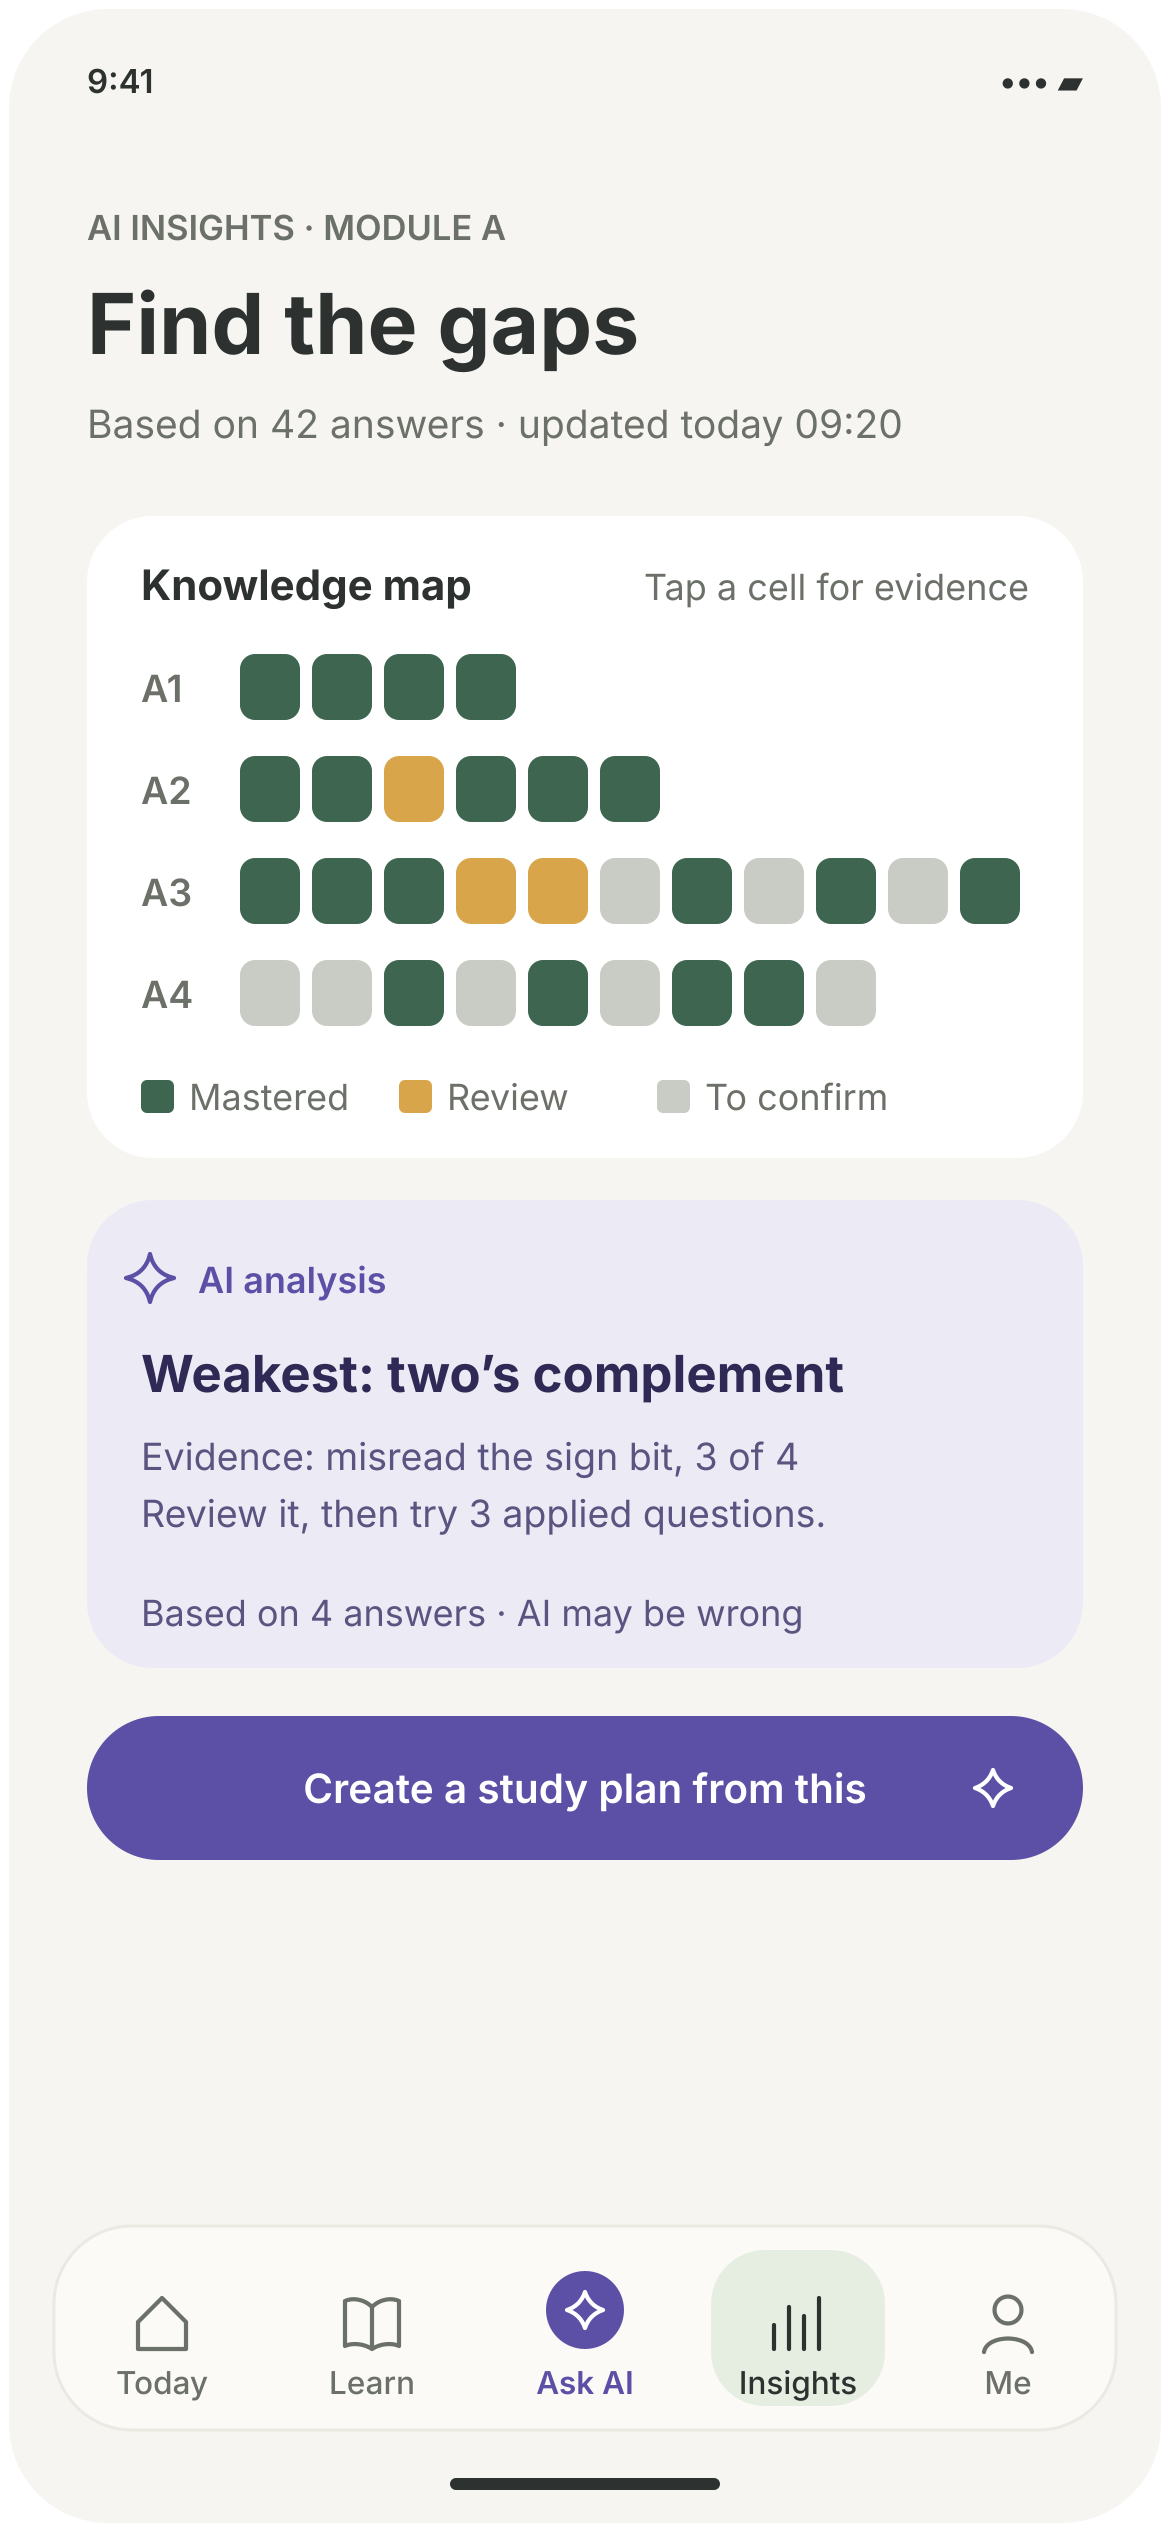 9:41
AI INSIGHTS · MODULE A
Find the gaps
Based on 42 answers · updated today 09:20
Knowledge map
Tap a cell for evidence
A1
A2
A3
A4
Mastered
Review
To confirm
AI analysis
Weakest: two’s complement
Evidence: misread the sign bit, 3 of 4
Review it, then try 3 applied questions.
Based on 4 answers · AI may be wrong
Create a study plan from this
Today
Learn
Ask AI
Insights
Me